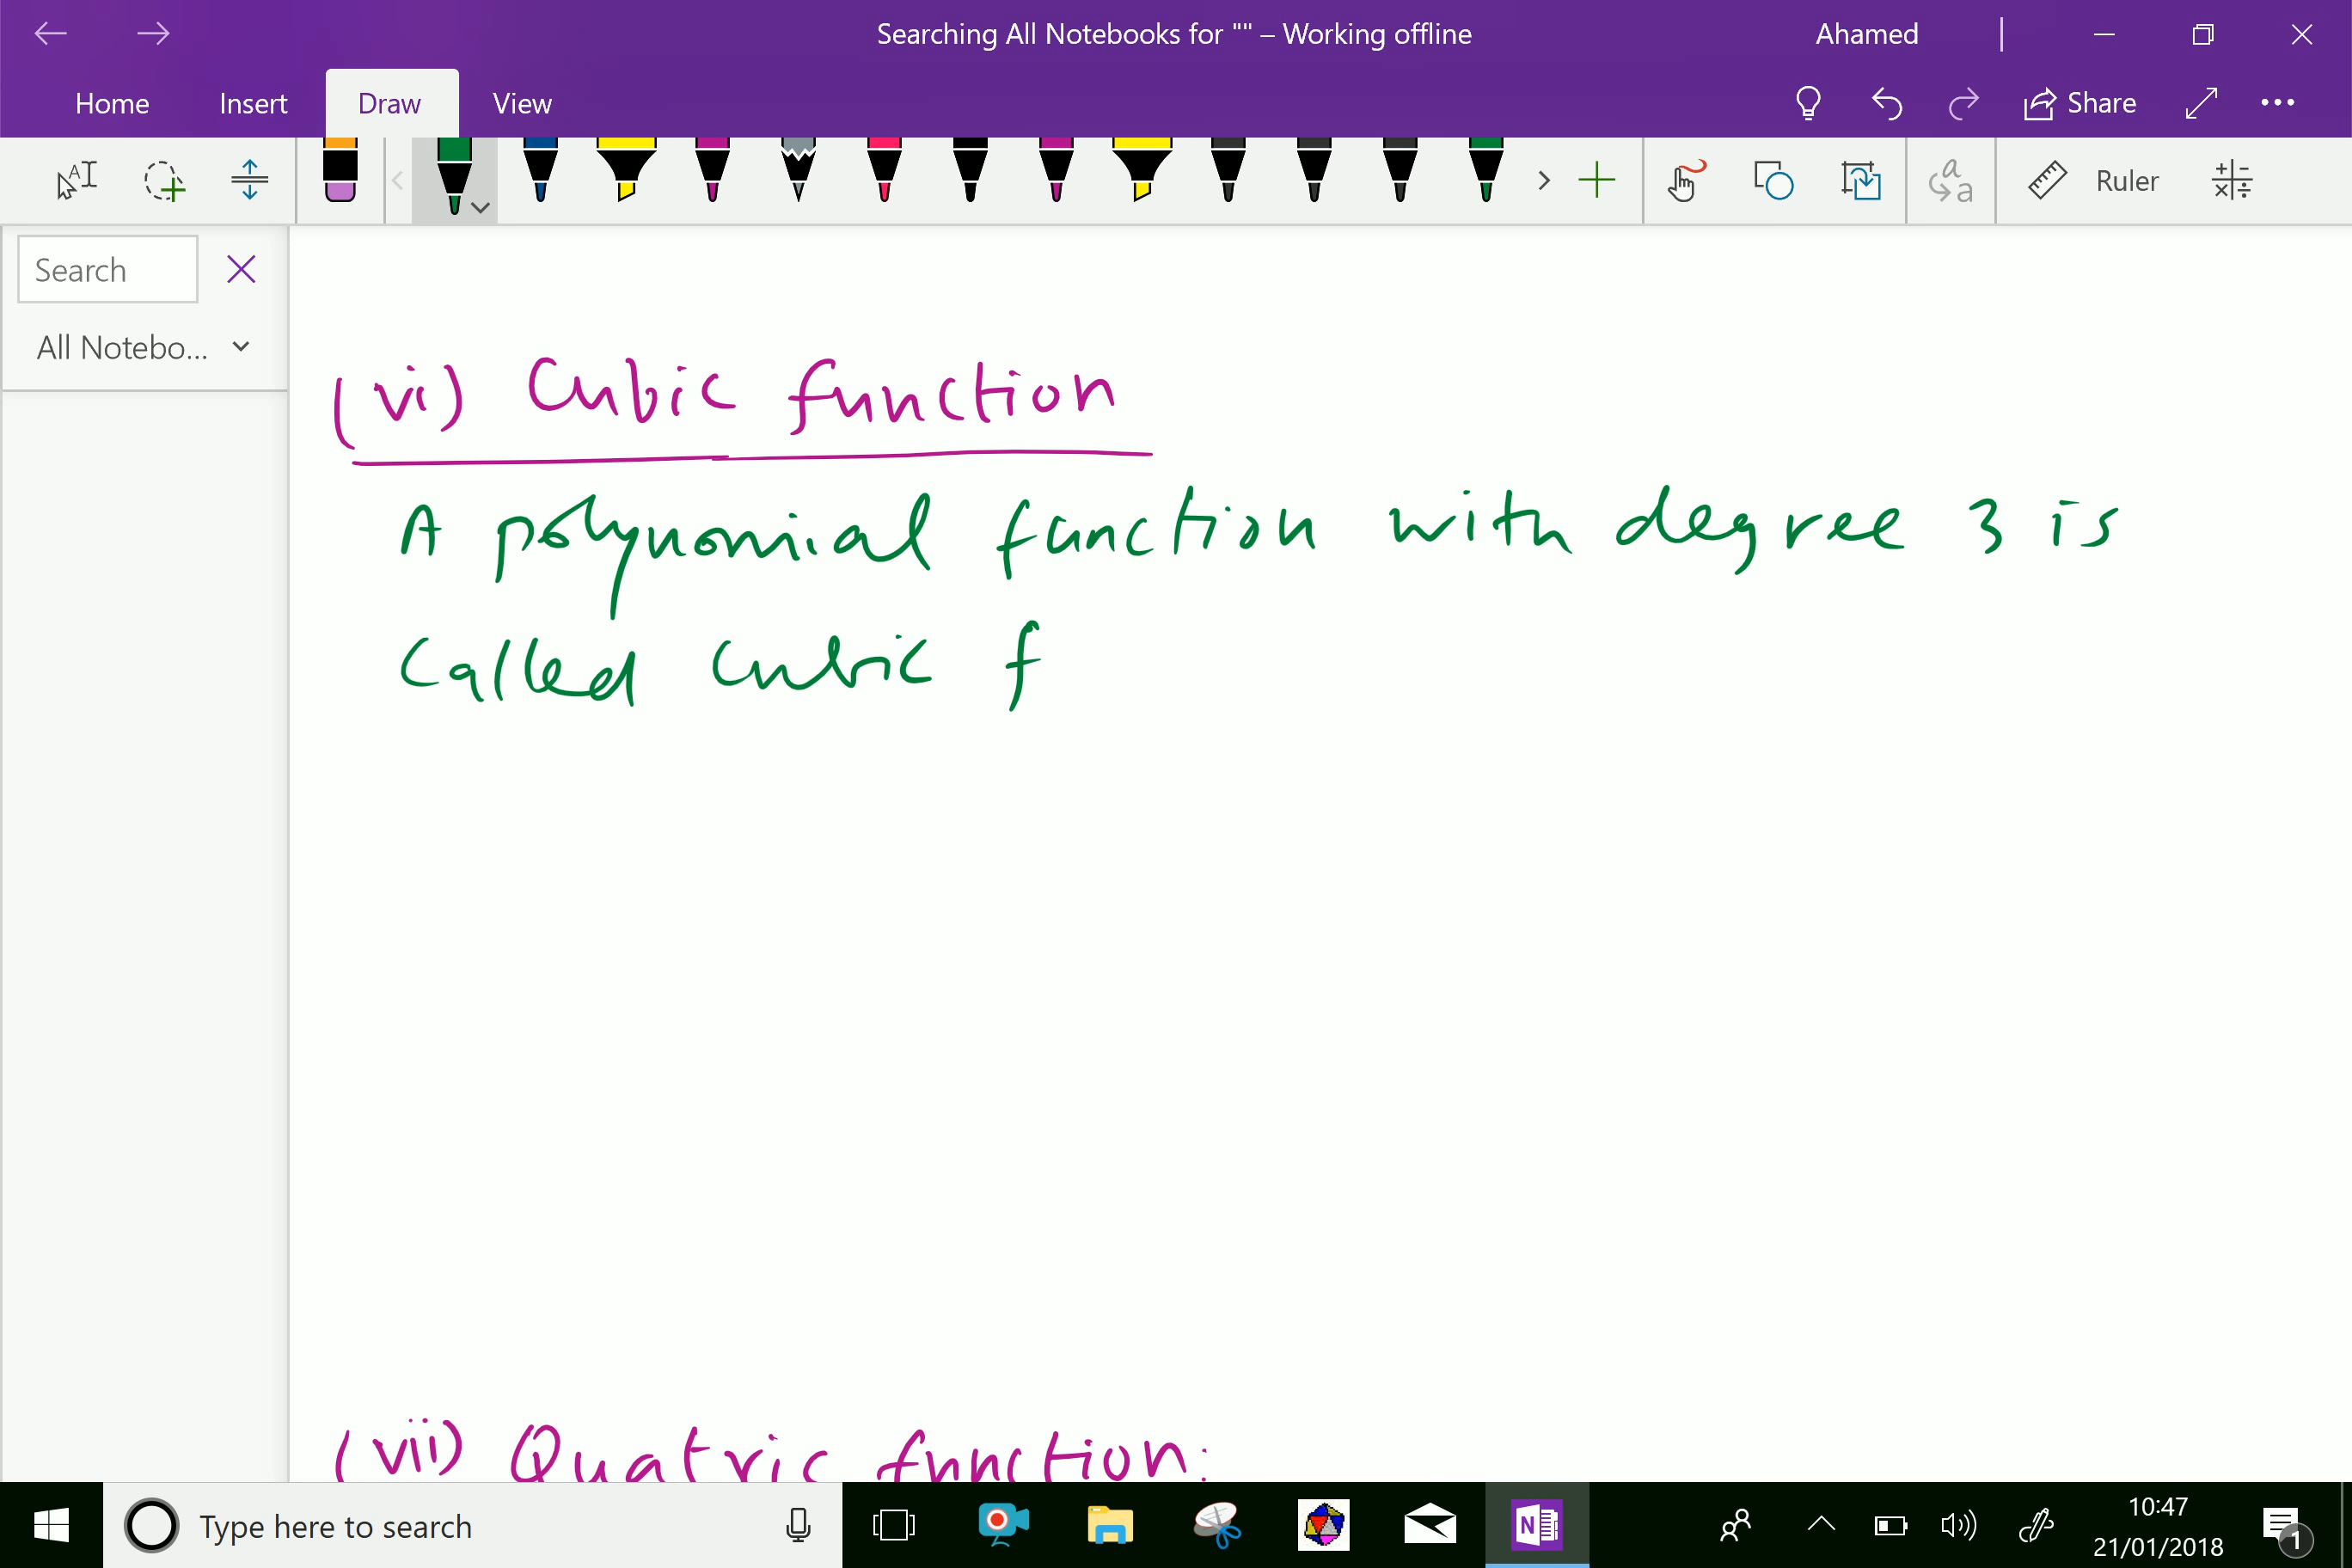 Searching All Notebooks for "" – Working offline
Ahamed
Home Insert Draw View
Share
Ruler
Search
All Notebo...
(vi) Cubic function
A polynomial function with degree 3 is
called cubic f
(vii) Quatric function:
Type here to search
10:47
21/01/2018
1